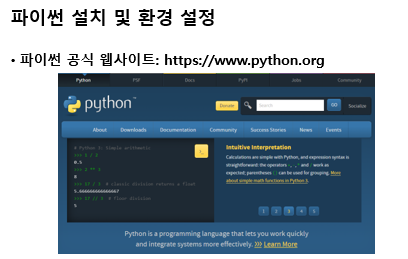 파이썬 설치 및 환경 설정
• 파이썬 공식 웹사이트: https://www.python.org
Python PSF Docs PyPI Jobs Community
python™ Donate Search GO Socialize
About Downloads Documentation Community Success Stories News Events
# Python 3: Simple arithmetic
>>> 1 / 2
0.5
>>> 2 ** 3
8
>>> 17 / 3 # classic division returns a float
5.666666666666667
>>> 17 // 3 # floor division
5
>_
Intuitive Interpretation
Calculations are simple with Python, and expression syntax is
straightforward: the operators +, -, * and / work as
expected; parentheses () can be used for grouping. More
about simple math functions in Python 3.
1 2 3 4 5
Python is a programming language that lets you work quickly
and integrate systems more effectively. >>> Learn More